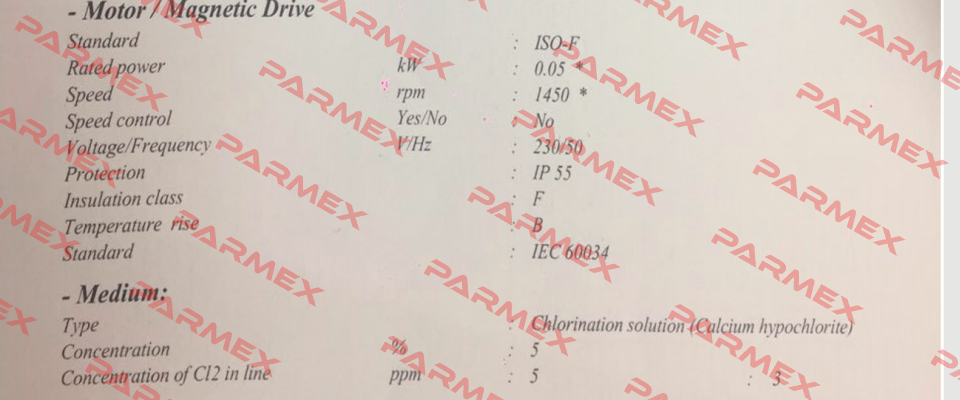 - Motor / Magnetic Drive
Standard : ISO-F
Rated power kW : 0.05 *
Speed rpm : 1450 *
Speed control Yes/No : No
Voltage/Frequency V/Hz : 230/50
Protection : IP 55
Insulation class : F
Temperature rise : B
Standard : IEC 60034
- Medium:
Type : Chlorination solution (Calcium hypochlorite)
Concentration % : 5
Concentration of Cl2 in line ppm : 5 : 3
PARMEX